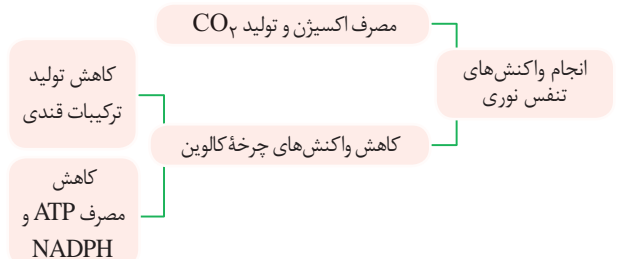 انجام واکنش‌های
تنفس نوری
مصرف اکسیژن و تولید CO₂
کاهش واکنش‌های چرخهٔ کالوین
کاهش تولید
ترکیبات قندی
کاهش
مصرف ATP و
NADPH